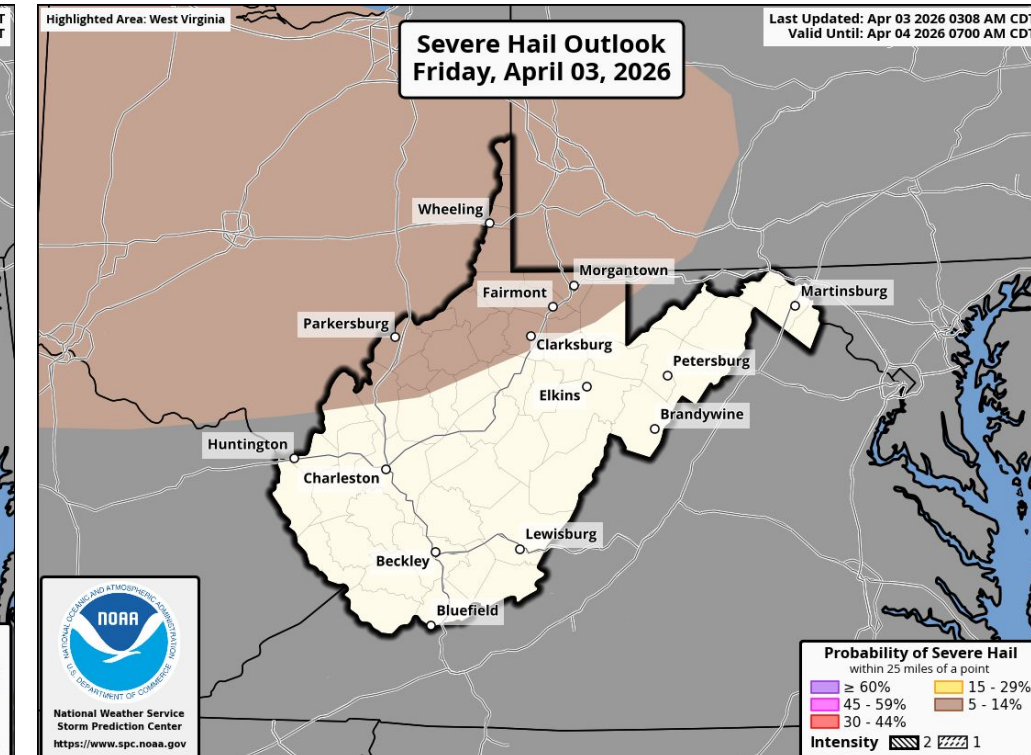 T
T
Highlighted Area: West Virginia
Severe Hail Outlook
Friday, April 03, 2026
Last Updated: Apr 03 2026 0308 AM CDT
Valid Until: Apr 04 2026 0700 AM CDT
Wheeling
Morgantown
Fairmont
Martinsburg
Parkersburg
Clarksburg
Petersburg
Elkins
Brandywine
Huntington
Charleston
Lewisburg
Beckley
Bluefield
NATIONAL OCEANIC AND ATMOSPHERIC ADMINISTRATION
NOAA
U.S. DEPARTMENT OF COMMERCE
National Weather Service
Storm Prediction Center
https://www.spc.noaa.gov
Probability of Severe Hail
within 25 miles of a point
≥ 60% 15 - 29%
45 - 59% 5 - 14%
30 - 44%
Intensity 2 1